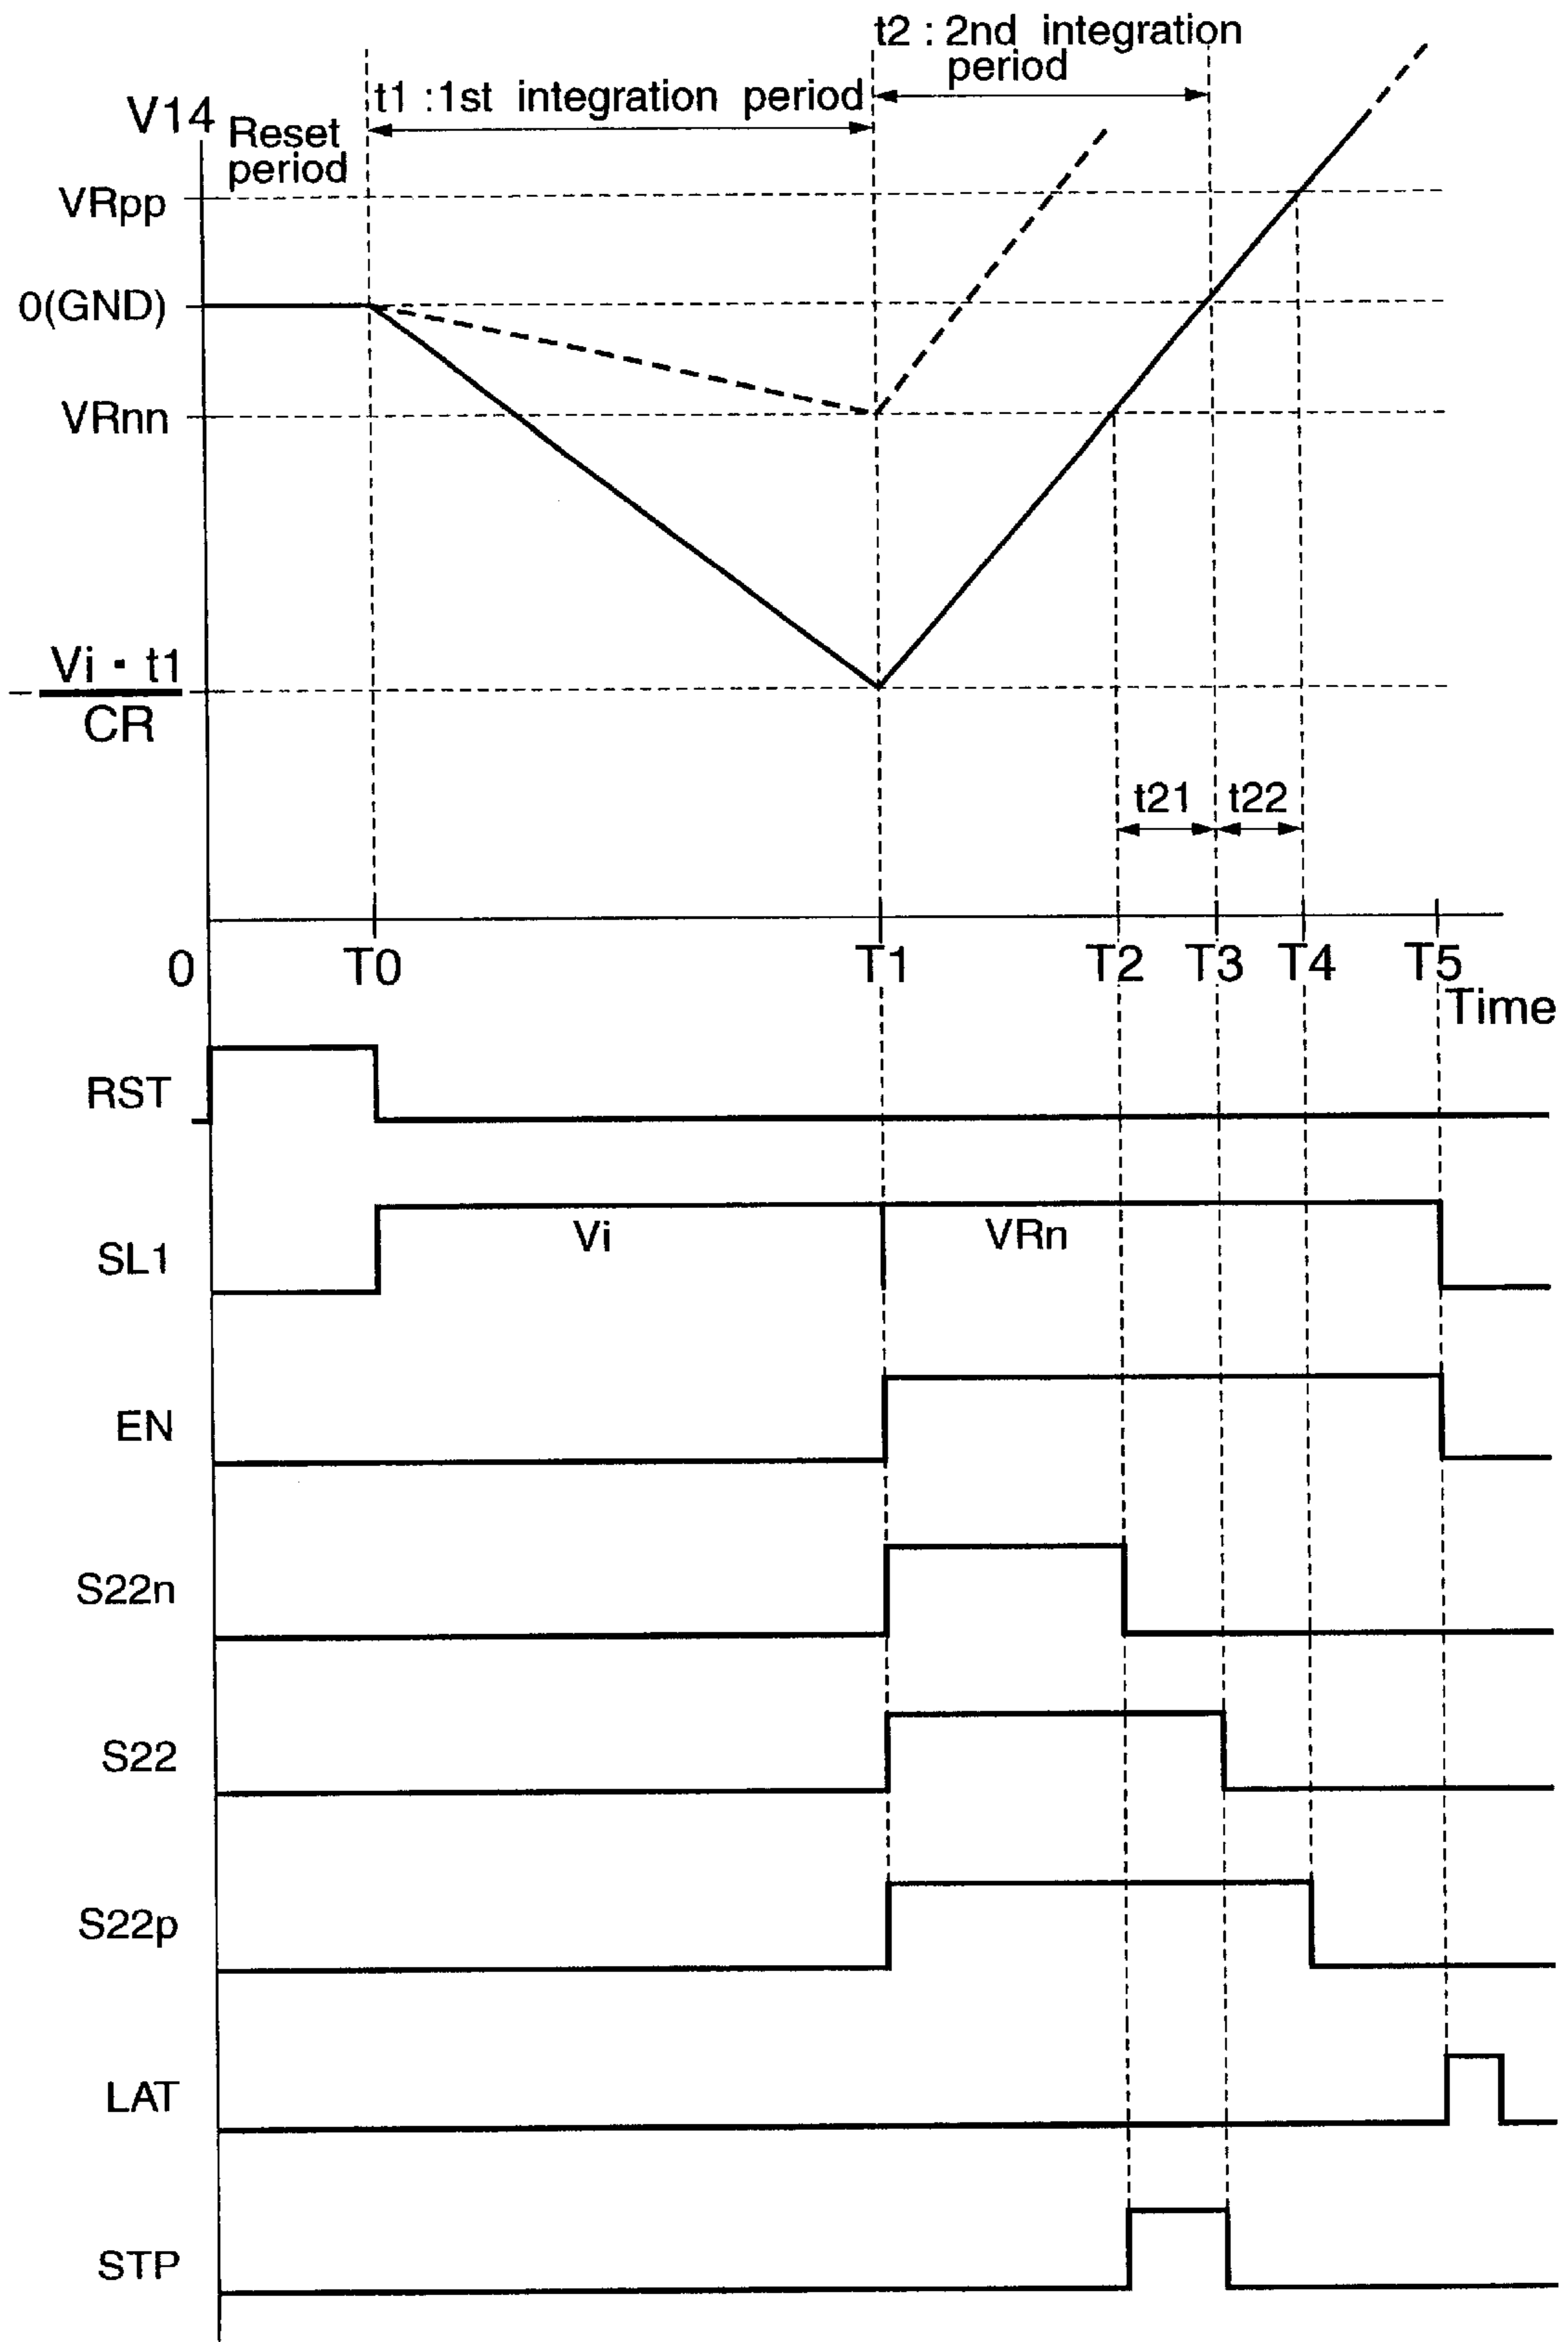 t2 : 2nd integration
period
t1 :1st integration period
V14
Reset
period
VRpp
0(GND)
VRnn
Vi・t1
− CR
t21 t22
0 T0 T1 T2 T3 T4 T5
Time
RST
SL1 Vi VRn
EN
S22n
S22
S22p
LAT
STP